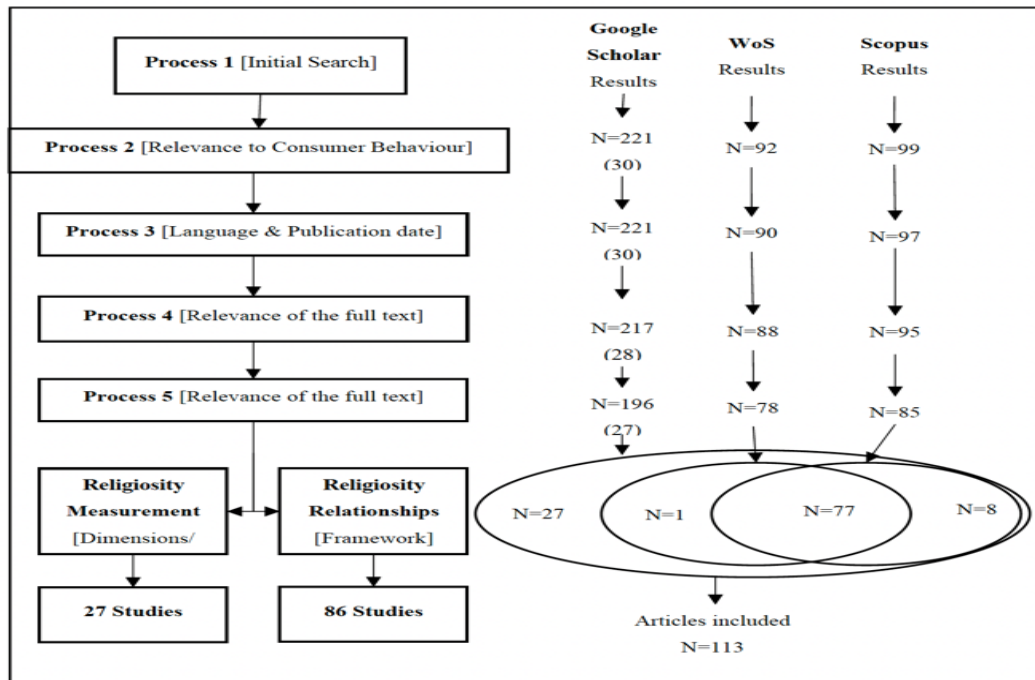 Process 1 [Initial Search]
Process 2 [Relevance to Consumer Behaviour]
Process 3 [Language & Publication date]
Process 4 [Relevance of the full text]
Process 5 [Relevance of the full text]
Religiosity
Measurement
[Dimensions/
27 Studies
Religiosity
Relationships
[Framework]
86 Studies
Google
Scholar
Results
WoS
Results
Scopus
Results
N=221
(30)
N=92
N=99
N=221
(30)
N=90
N=97
N=217
(28)
N=88
N=95
N=196
(27)
N=78
N=85
N=27
N=1
N=77
N=8
Articles included
N=113